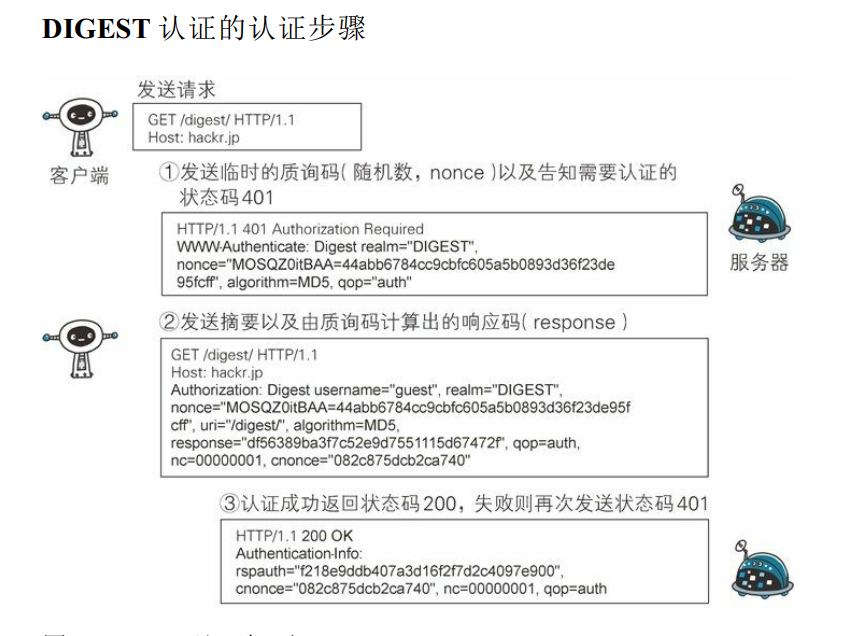 DIGEST 认证的认证步骤
发送请求
GET /digest/ HTTP/1.1
Host: hackr.jp
客户端
①发送临时的质询码(随机数，nonce)以及告知需要认证的
状态码401
HTTP/1.1 401 Authorization Required
WWW-Authenticate: Digest realm="DIGEST",
nonce="MOSQZ0itBAA=44abb6784cc9cbfc605a5b0893d36f23de
95fcff", algorithm=MD5, qop="auth"
服务器
②发送摘要以及由质询码计算出的响应码(response)
GET /digest/ HTTP/1.1
Host: hackr.jp
Authorization: Digest username="guest", realm="DIGEST",
nonce="MOSQZ0itBAA=44abb6784cc9cbfc605a5b0893d36f23de95f
cff", uri="/digest/", algorithm=MD5,
response="df56389ba3f7c52e9d7551115d67472f", qop=auth,
nc=00000001, cnonce="082c875dcb2ca740"
③认证成功返回状态码200，失败则再次发送状态码401
HTTP/1.1 200 OK
Authentication-Info:
rspauth="f218e9ddb407a3d16f2f7d2c4097e900",
cnonce="082c875dcb2ca740", nc=00000001, qop=auth